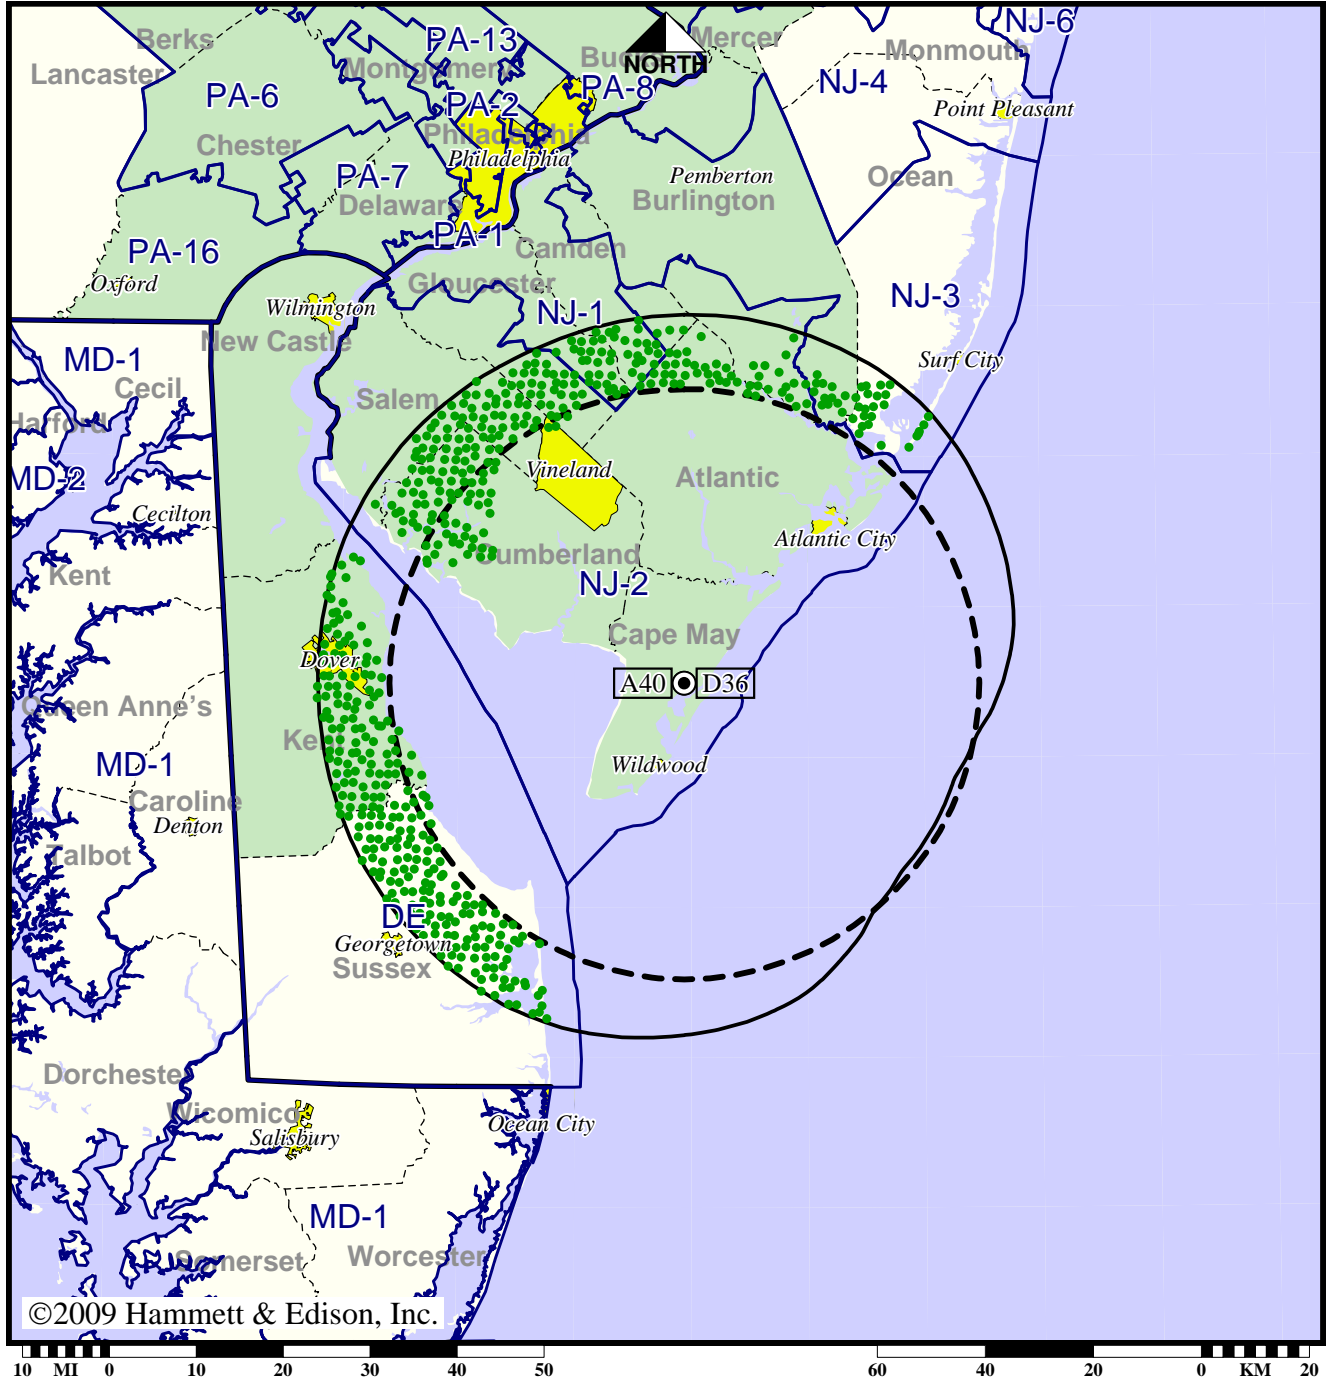 NJ-6
Berks
PA-13
Mercer
Monmouth
Lancaster
Montgomery
NORTH
NJ-4
PA-6
PA-2
PA-8
Point Pleasant
Chester
Philadelphia
Philadelphia
PA-7
Pemberton
Ocean
Delaware
Burlington
PA-1
PA-16
Camden
Oxford
Gloucester
NJ-3
Wilmington
NJ-1
New Castle
MD-1
Surf City
Cecil
Salem
Harford
MD-2
Vineland
Atlantic
Cecilton
Atlantic City
Cumberland
Kent
NJ-2
Cape May
Dover
A40
D36
Queen Anne's
Kent
MD-1
Wildwood
Caroline
Denton
Talbot
DE
Georgetown
Sussex
Dorchester
Wicomico
Salisbury
Ocean City
MD-1
Somerset
Worcester
©2009 Hammett & Edison, Inc.
10 MI 0 10 20 30 40 50
60 40 20 0 KM 20